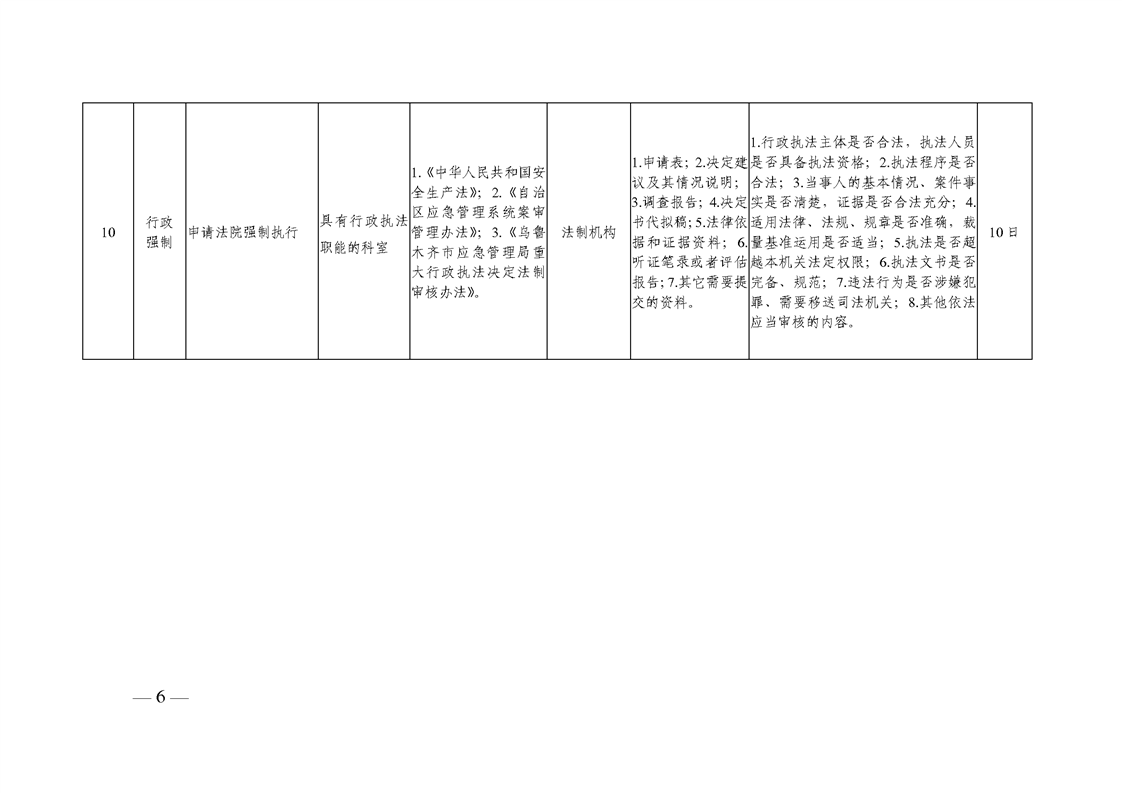 10
行政
强制
申请法院强制执行
具有行政执法
职能的科室
1.《中华人民共和国安
全生产法》；2.《自治
区应急管理系统案审
管理办法》；3.《乌鲁
木齐市应急管理局重
大行政执法决定法制
审核办法》。
法制机构
1.申请表；2.决定建
议及其情况说明；
3.调查报告；4.决定
书代拟稿；5.法律依
据和证据资料；6.
听证笔录或者评估
报告；7.其它需要提
交的资料。
1.行政执法主体是否合法，执法人员
是否具备执法资格；2.执法程序是否
合法；3.当事人的基本情况、案件事
实是否清楚，证据是否合法充分；4.
适用法律、法规、规章是否准确，裁
量基准运用是否适当；5.执法是否超
越本机关法定权限；6.执法文书是否
完备、规范；7.违法行为是否涉嫌犯
罪、需要移送司法机关；8.其他依法
应当审核的内容。
10 日
— 6 —